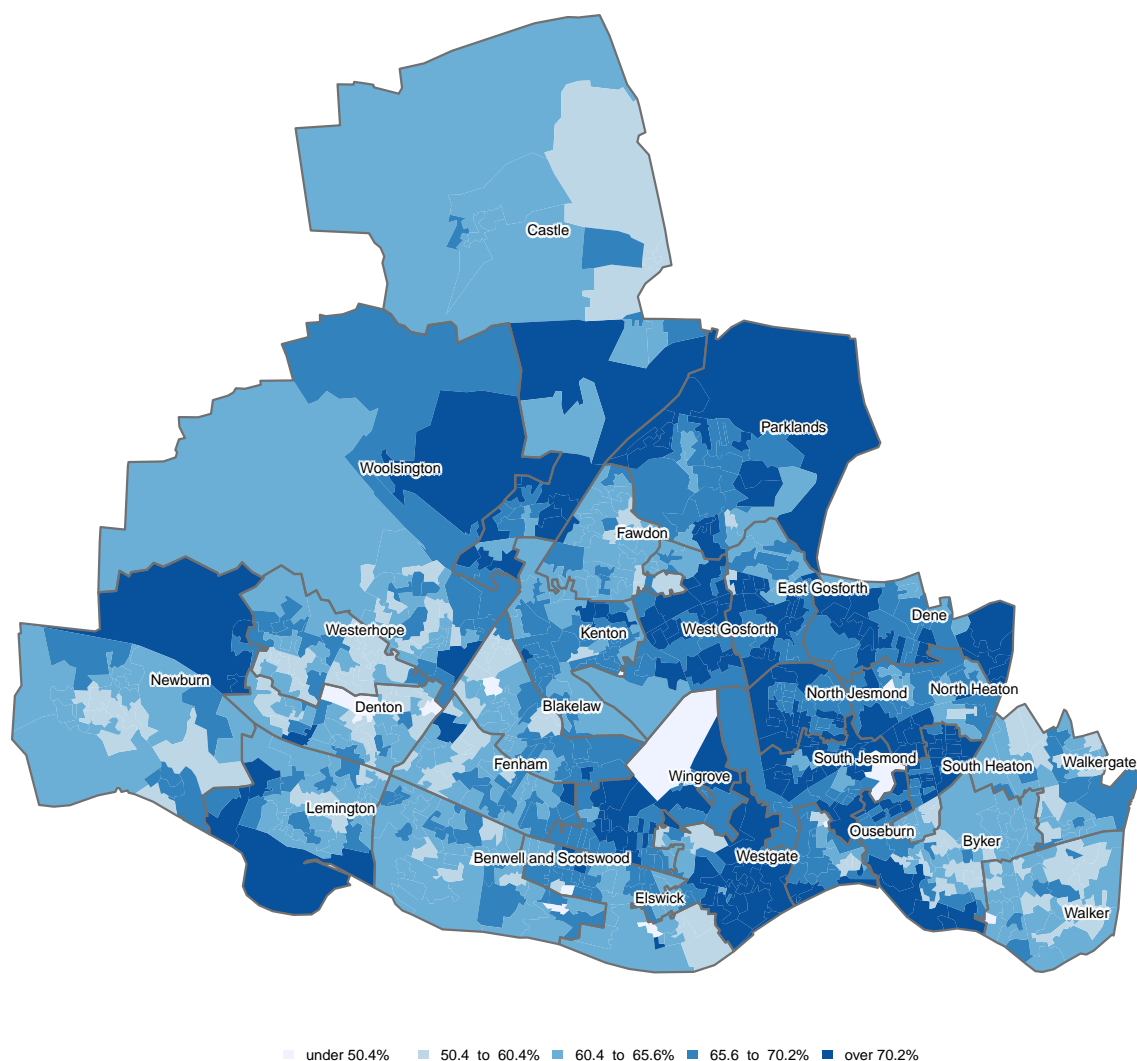 Castle
Parklands
Woolsington
Fawdon
East Gosforth
Dene
Westerhope
Kenton
West Gosforth
Newburn
North Jesmond
North Heaton
Denton
Blakelaw
South Jesmond
Walkergate
Fenham
South Heaton
Wingrove
Lemington
Ouseburn
Byker
Benwell and Scotswood
Westgate
Elswick
Walker
under 50.4%
50.4 to 60.4%
60.4 to 65.6%
65.6 to 70.2%
over 70.2%